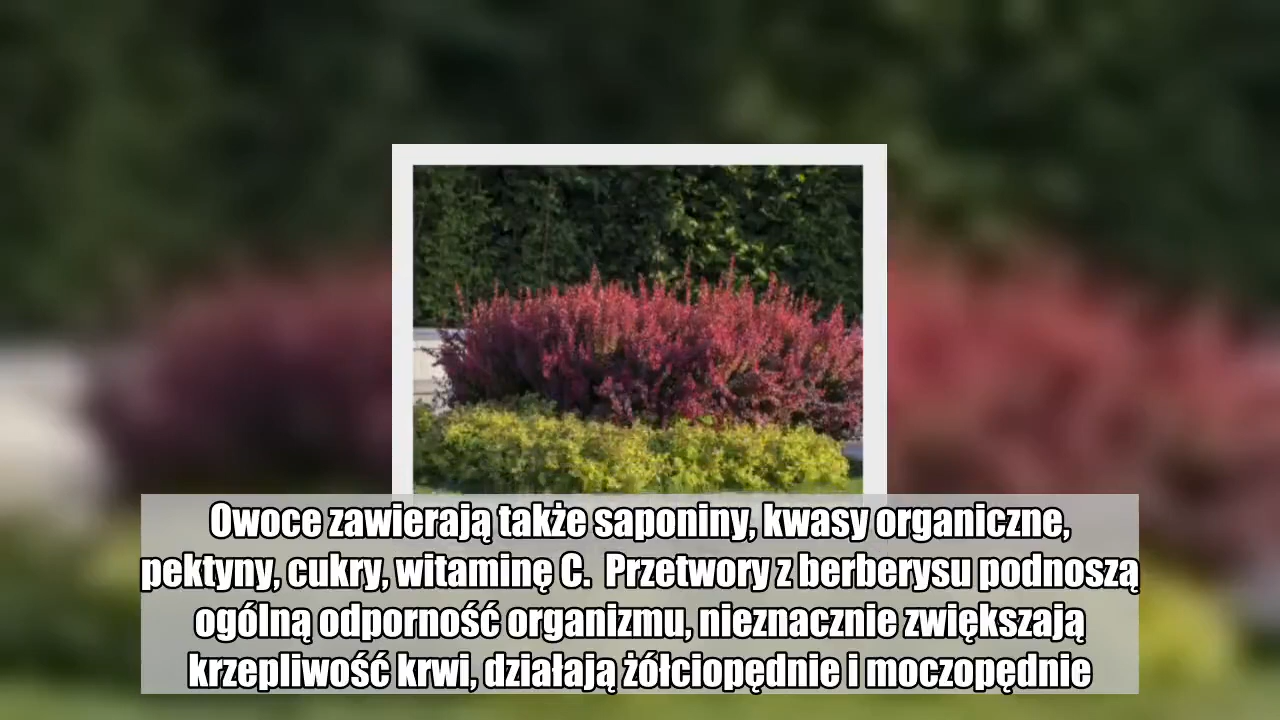 Owoce zawierają także saponiny, kwasy organiczne,
pektyny, cukry, witaminę C.  Przetwory z berberysu podnoszą
ogólną odporność organizmu, nieznacznie zwiększają
krzepliwość krwi, działają żółciopędnie i moczopędnie